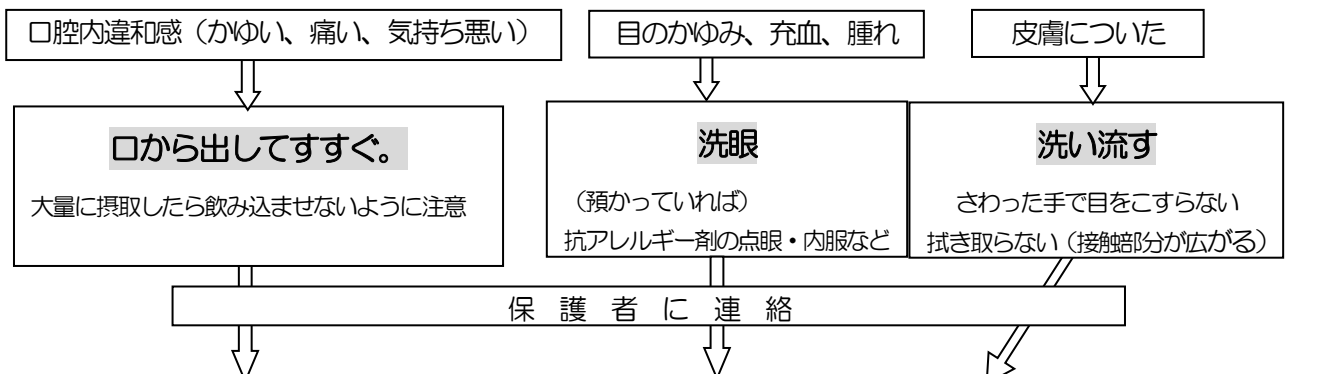 口腔内違和感（かゆい、痛い、気持ち悪い）
目のかゆみ、充血、腫れ
皮膚についた
口から出してすすぐ。
大量に摂取したら飲み込ませないように注意
洗眼
（預かっていれば）
抗アレルギー剤の点眼・内服など
洗い流す
さわった手で目をこすらない
拭き取らない（接触部分が広がる）
保護者に連絡